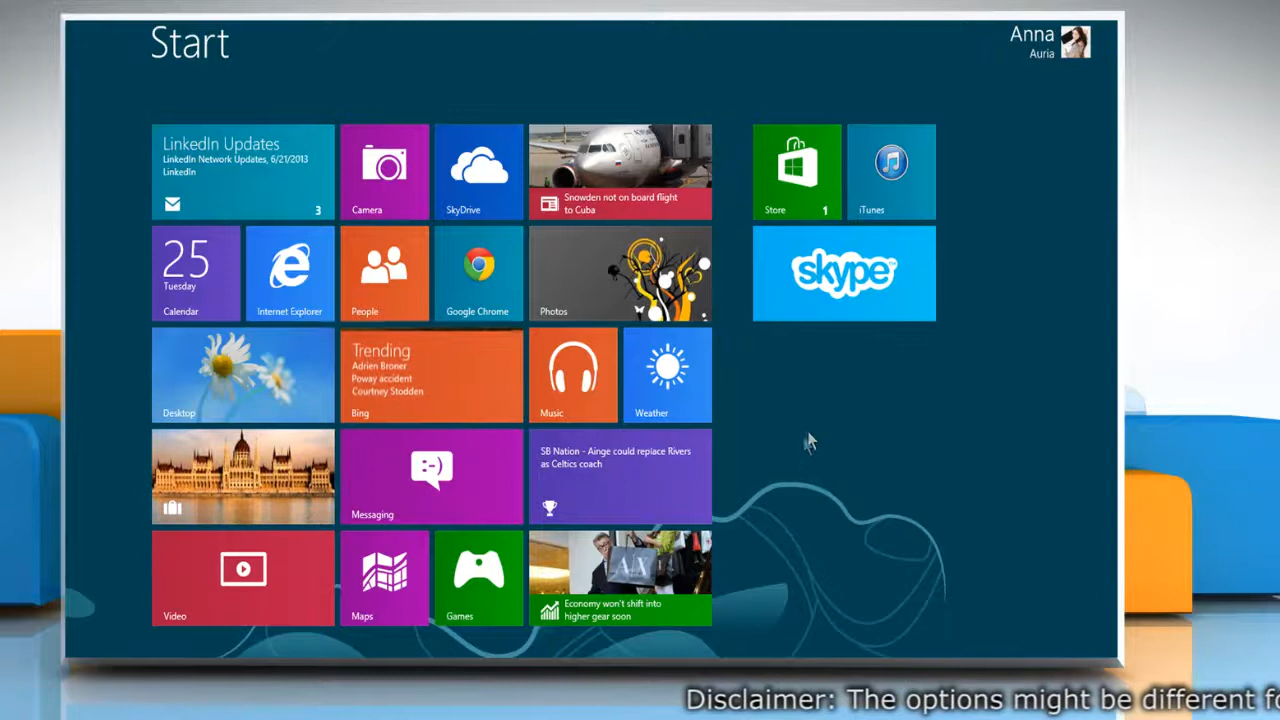 Start
Anna
Auria
LinkedIn Updates
LinkedIn Network Updates, 6/21/2013
LinkedIn
3
Camera
SkyDrive
Snowden not on board flight
to Cuba
Store 1
iTunes
25
Tuesday
Calendar
Internet Explorer
People
Google Chrome
Photos
skype
Desktop
Trending
Adrien Broner
Poway accident
Courtney Stodden
Bing
Music
Weather
:-)
Messaging
SB Nation - Ainge could replace Rivers
as Celtics coach
Video
Maps
Games
A|X
Economy won't shift into
higher gear soon
Disclaimer: The options might be different fo